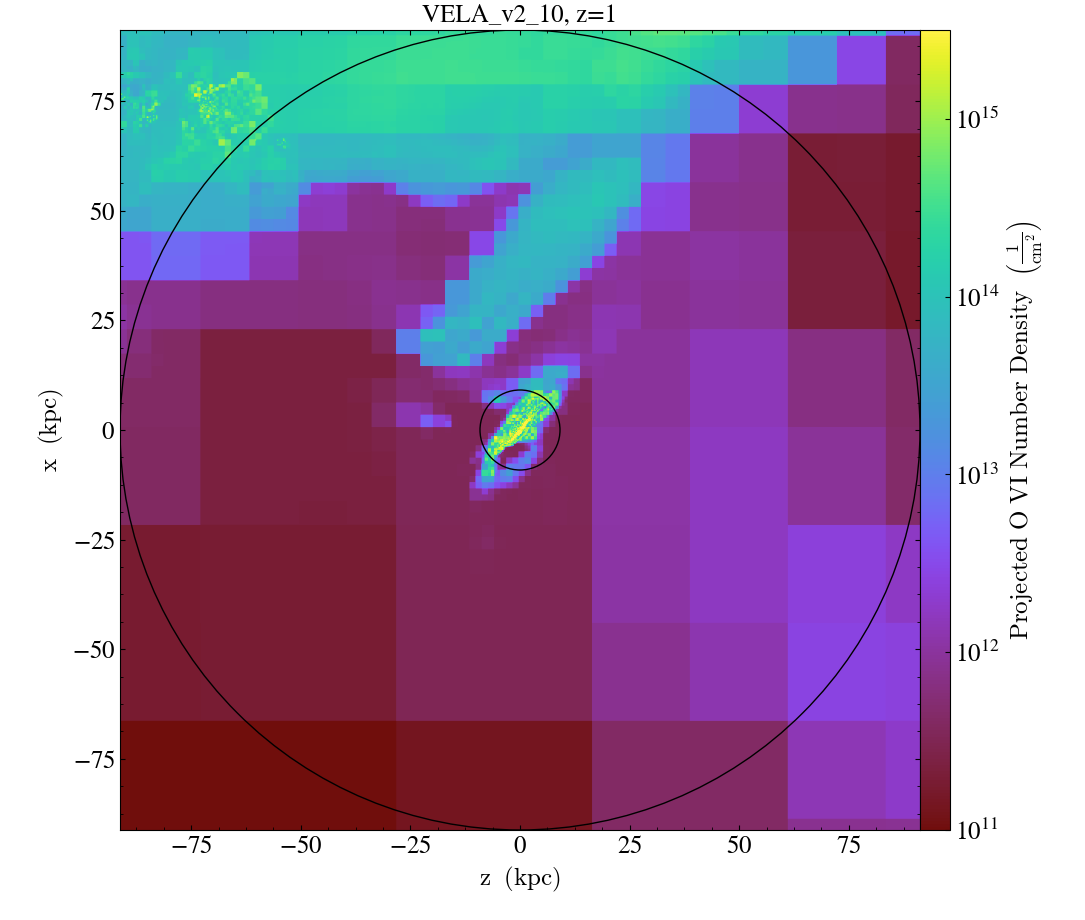 VELA_v2_10, z=1
75
50
25
0
−25
−50
−75
x (kpc)
−75 −50 −25 0 25 50 75
z (kpc)
10^15
10^14
10^13
10^12
10^11
Projected O VI Number Density (1/cm^2)